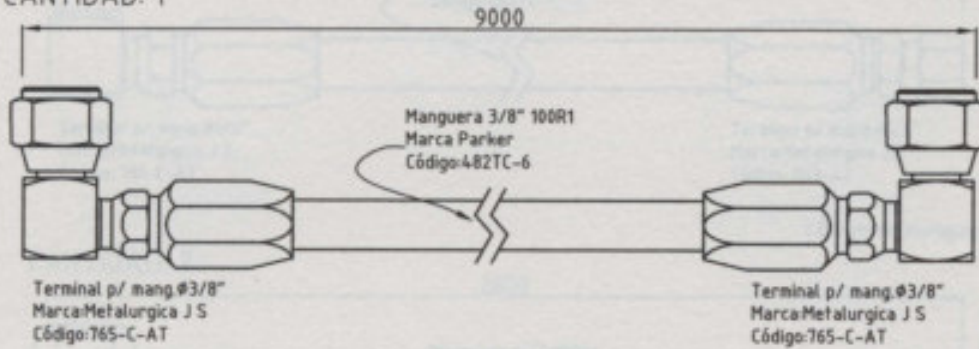 CANTIDAD: 1
9000
Manguera 3/8" 100R1
Marca Parker
Código:482TC-6
Terminal p/ mang.Ø3/8"
Marca:Metalurgica J S
Código:765-C-AT
Terminal p/ mang.Ø3/8"
Marca:Metalurgica J S
Código:765-C-AT